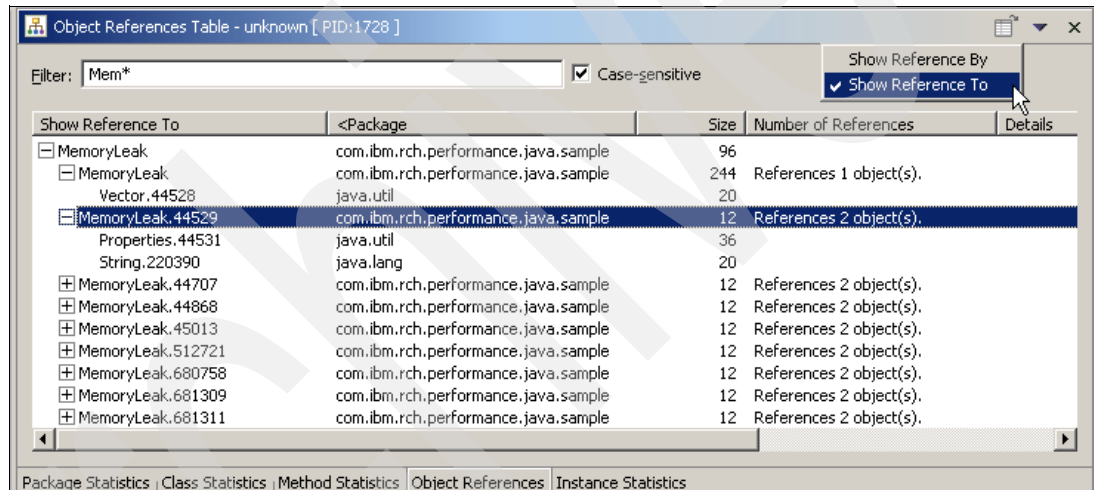 Object References Table - unknown [ PID:1728 ]
Filter: Mem* Case-sensitive
Show Reference By
Show Reference To
Show Reference To <Package Size Number of References Details
MemoryLeak com.ibm.rch.performance.java.sample 96
MemoryLeak com.ibm.rch.performance.java.sample 244 References 1 object(s).
Vector.44528 java.util 20
MemoryLeak.44529 com.ibm.rch.performance.java.sample 12 References 2 object(s).
Properties.44531 java.util 36
String.220390 java.lang 20
MemoryLeak.44707 com.ibm.rch.performance.java.sample 12 References 2 object(s).
MemoryLeak.44868 com.ibm.rch.performance.java.sample 12 References 2 object(s).
MemoryLeak.45013 com.ibm.rch.performance.java.sample 12 References 2 object(s).
MemoryLeak.512721 com.ibm.rch.performance.java.sample 12 References 2 object(s).
MemoryLeak.680758 com.ibm.rch.performance.java.sample 12 References 2 object(s).
MemoryLeak.681309 com.ibm.rch.performance.java.sample 12 References 2 object(s).
MemoryLeak.681311 com.ibm.rch.performance.java.sample 12 References 2 object(s).
Package Statistics Class Statistics Method Statistics Object References Instance Statistics